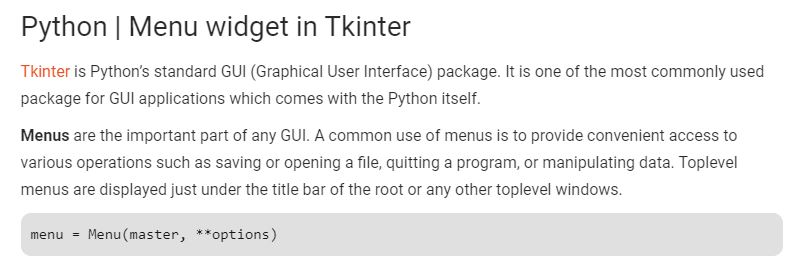 Python | Menu widget in Tkinter
Tkinter is Python’s standard GUI (Graphical User Interface) package. It is one of the most commonly used
package for GUI applications which comes with the Python itself.
Menus are the important part of any GUI. A common use of menus is to provide convenient access to
various operations such as saving or opening a file, quitting a program, or manipulating data. Toplevel
menus are displayed just under the title bar of the root or any other toplevel windows.
menu = Menu(master, **options)